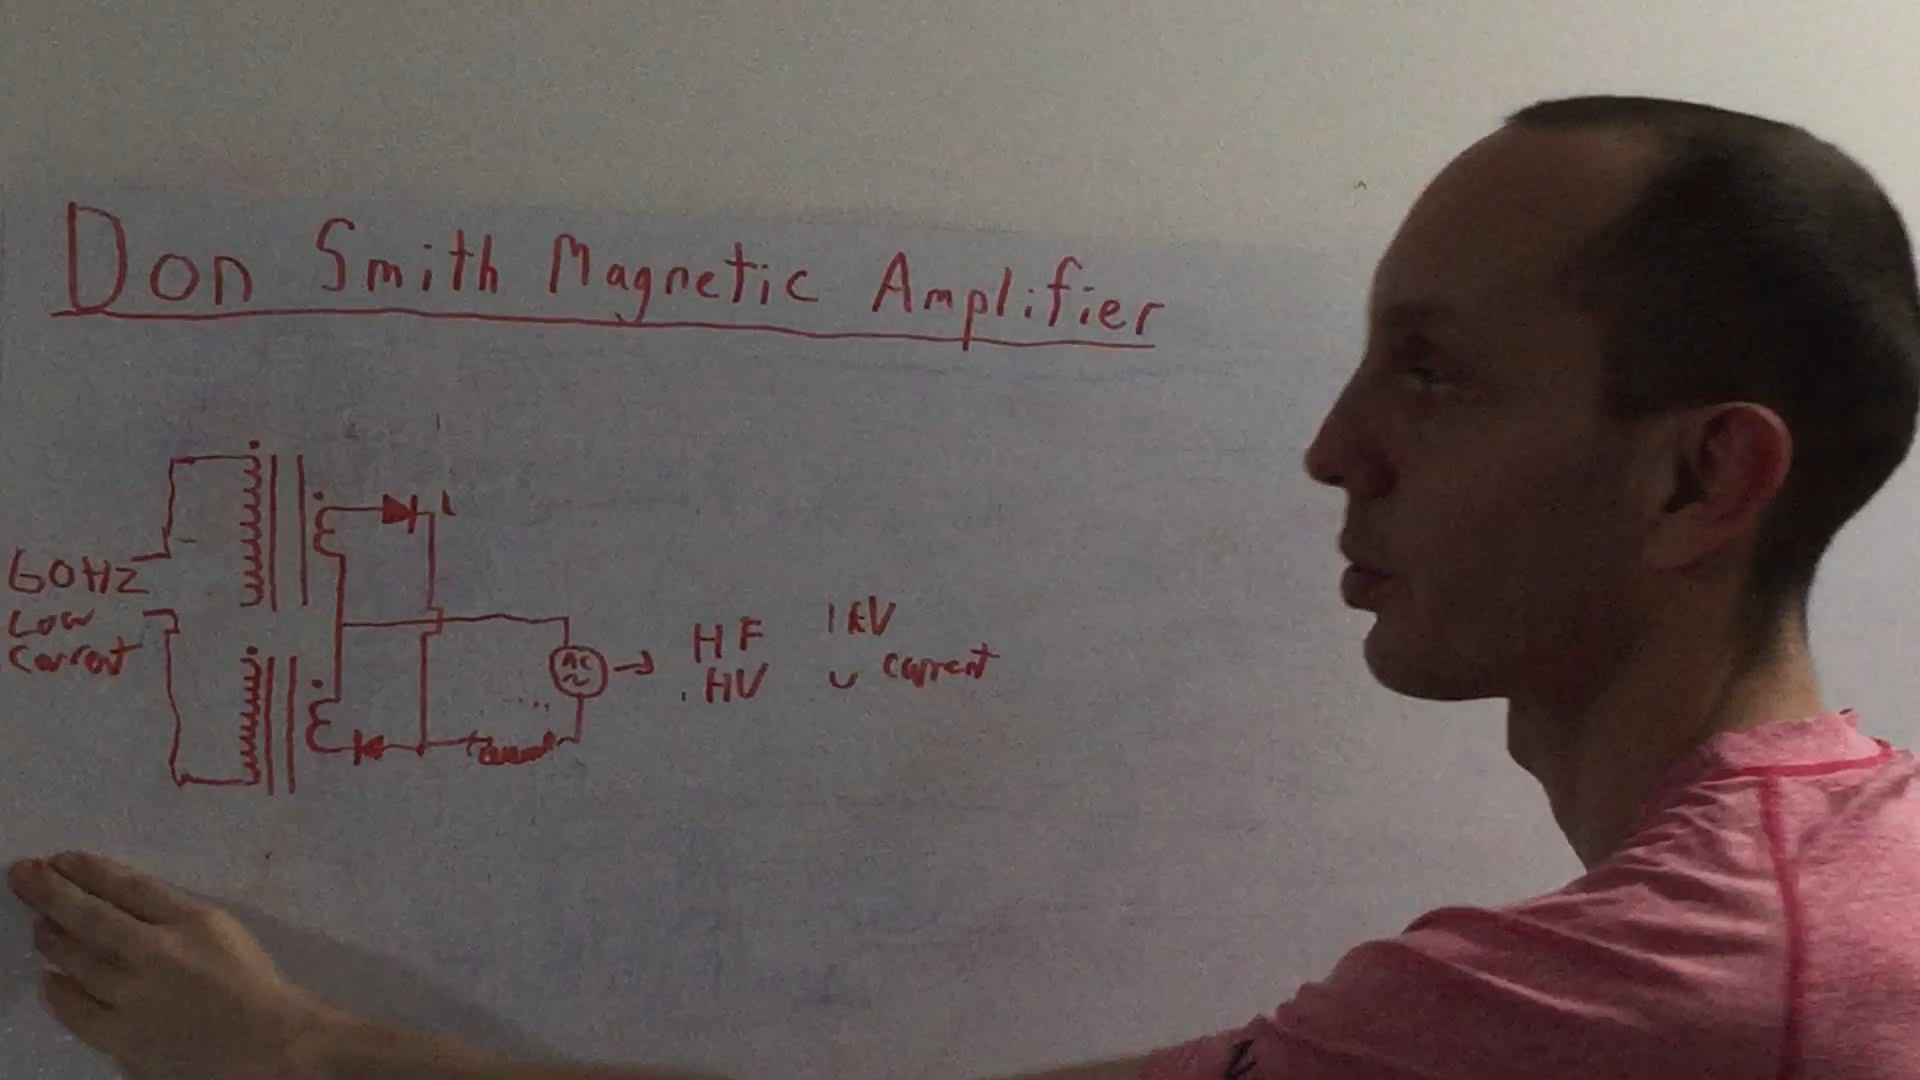 Don Smith Magnetic Amplifier
60HZ
Low
Current
AC
HF
HV
1KV
current